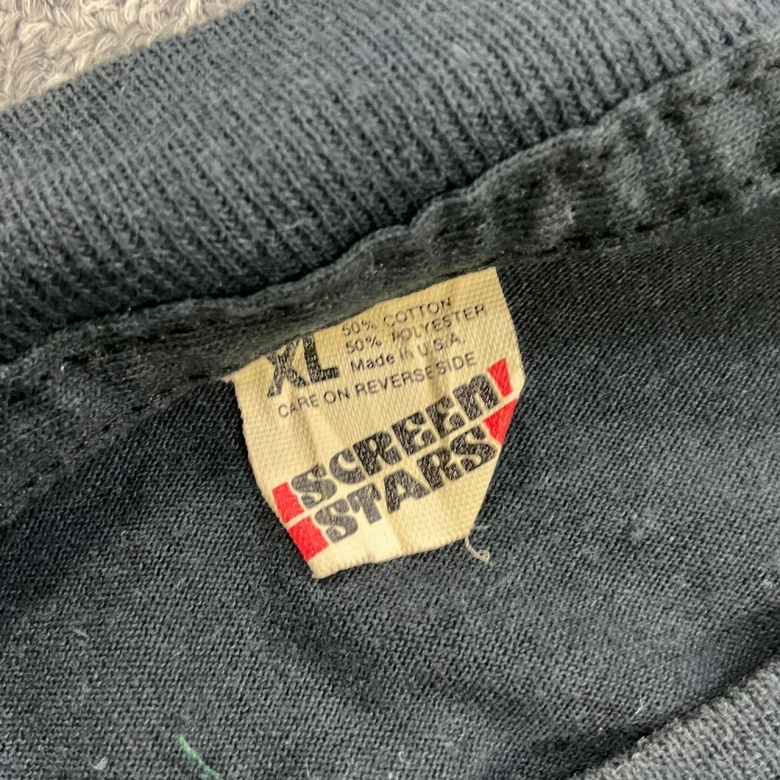 XL
50% COTTON
50% POLYESTER
Made in U.S.A.
CARE ON REVERSE SIDE
SCREEN
STARS